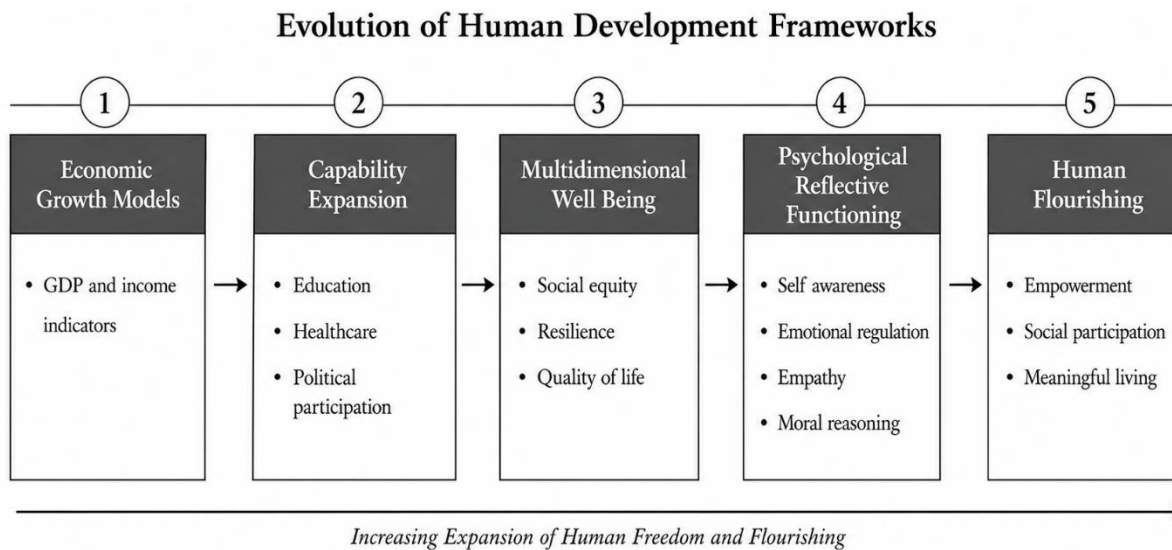 Evolution of Human Development Frameworks
1
Economic
Growth Models
• GDP and income
indicators
2
Capability
Expansion
• Education
• Healthcare
• Political
participation
3
Multidimensional
Well Being
• Social equity
• Resilience
• Quality of life
4
Psychological
Reflective
Functioning
• Self awareness
• Emotional regulation
• Empathy
• Moral reasoning
5
Human
Flourishing
• Empowerment
• Social participation
• Meaningful living
Increasing Expansion of Human Freedom and Flourishing